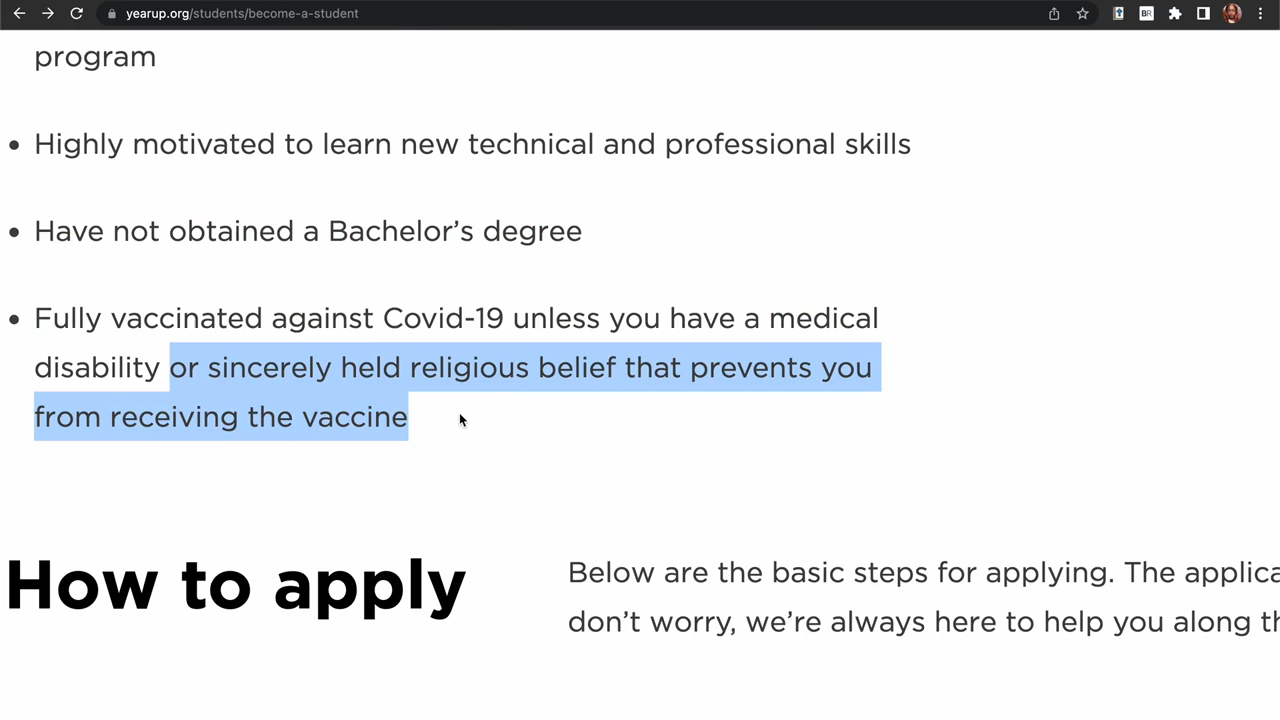 yearup.org/students/become-a-student
BR
program
• Highly motivated to learn new technical and professional skills
• Have not obtained a Bachelor’s degree
• Fully vaccinated against Covid-19 unless you have a medical
disability or sincerely held religious belief that prevents you
from receiving the vaccine
How to apply
Below are the basic steps for applying. The applica
don’t worry, we’re always here to help you along th